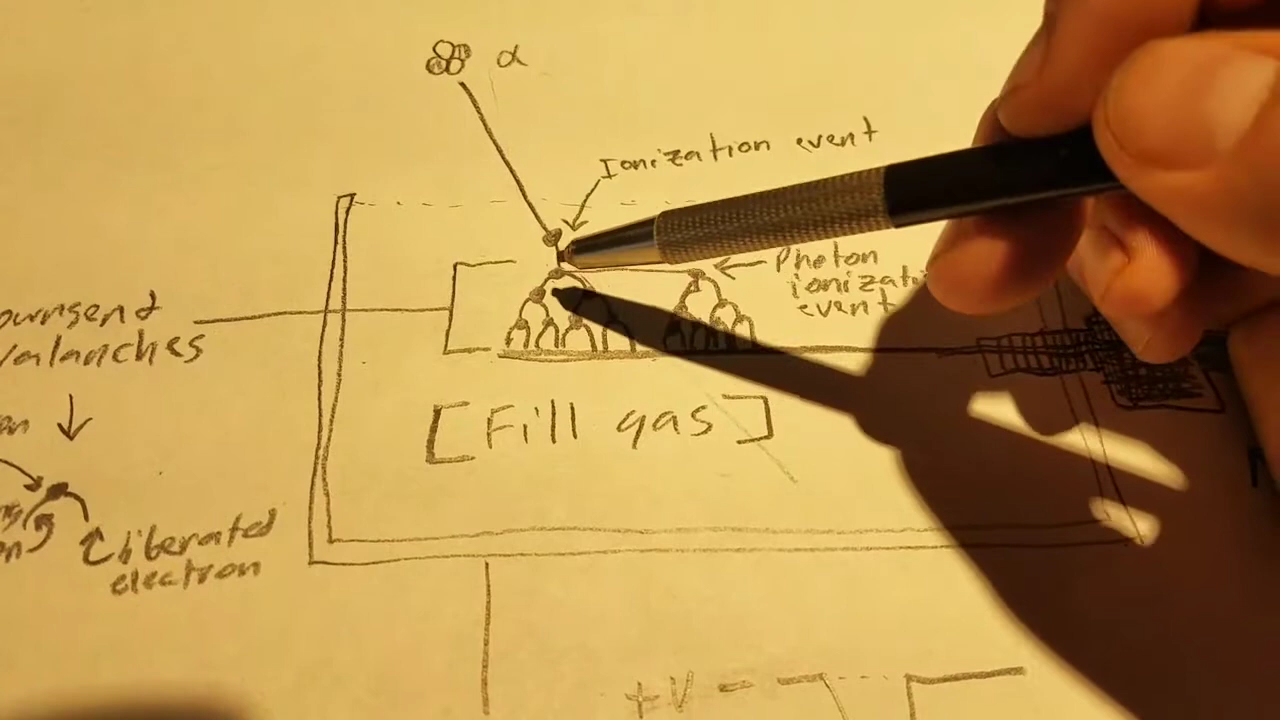 α
Ionization event
Photon
ionizati
event
ownsend
valanches
[Fill gas]
Liberated
electron
+V